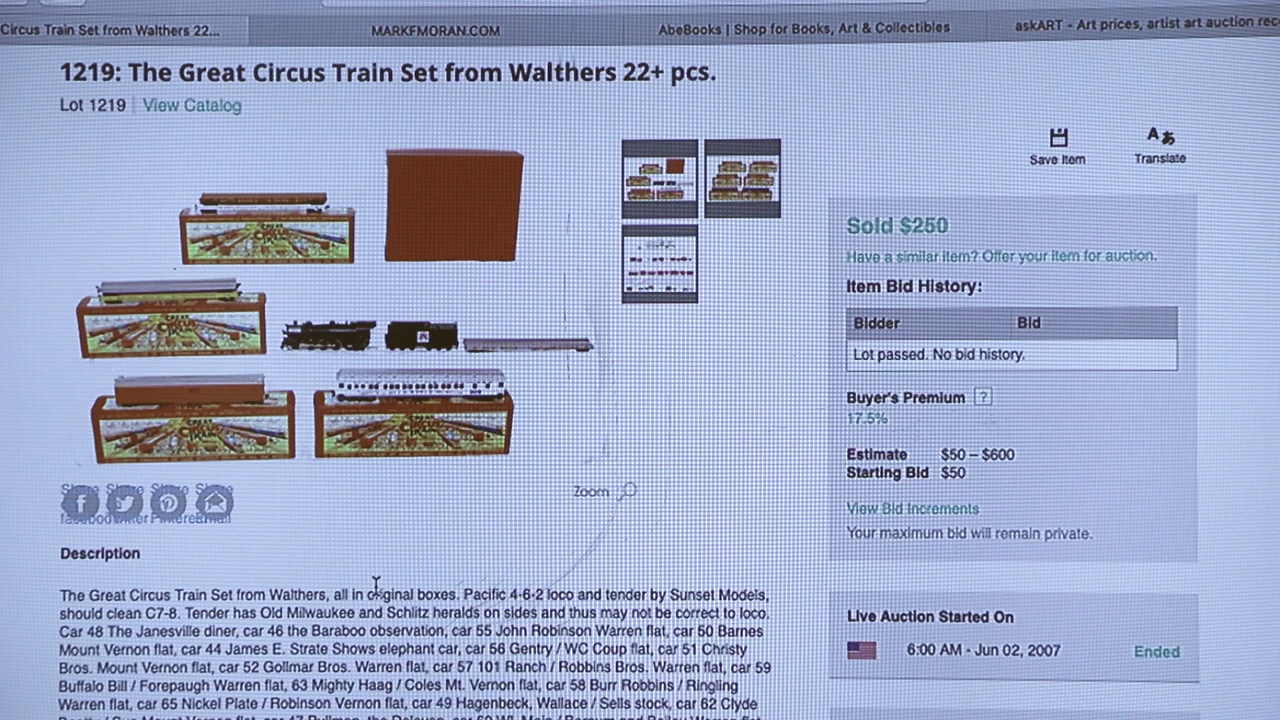 Circus Train Set from Walthers 22...
MARKFMORAN.COM
AbeBooks | Shop for Books, Art & Collectibles
askART - Art prices, artist art auction rec
1219: The Great Circus Train Set from Walthers 22+ pcs.
Lot 1219 | View Catalog
Save Item
Translate
Sold $250
Have a similar item? Offer your item for auction.
Item Bid History:
Bidder Bid
Lot passed. No bid history.
Buyer's Premium ?
17.5%
Estimate $50 – $600
Starting Bid $50
View Bid Increments
Your maximum bid will remain private.
Zoom
Description
The Great Circus Train Set from Walthers, all in original boxes. Pacific 4-6-2 loco and tender by Sunset Models,
should clean C7-8. Tender has Old Milwaukee and Schlitz heralds on sides and thus may not be correct to loco.
Car 48 The Janesville diner, car 46 the Baraboo observation, car 55 John Robinson Warren flat, car 50 Barnes
Mount Vernon flat, car 44 James E. Strate Shows elephant car, car 56 Gentry / WC Coup flat, car 51 Christy
Bros. Mount Vernon flat, car 52 Gollmar Bros. Warren flat, car 57 101 Ranch / Robbins Bros. Warren flat, car 59
Buffalo Bill / Forepaugh Warren flat, 63 Mighty Haag / Coles Mt. Vernon flat, car 58 Burr Robbins / Ringling
Warren flat, car 65 Nickel Plate / Robinson Vernon flat, car 49 Hagenbeck, Wallace / Sells stock, car 62 Clyde
Live Auction Started On
6:00 AM - Jun 02, 2007
Ended